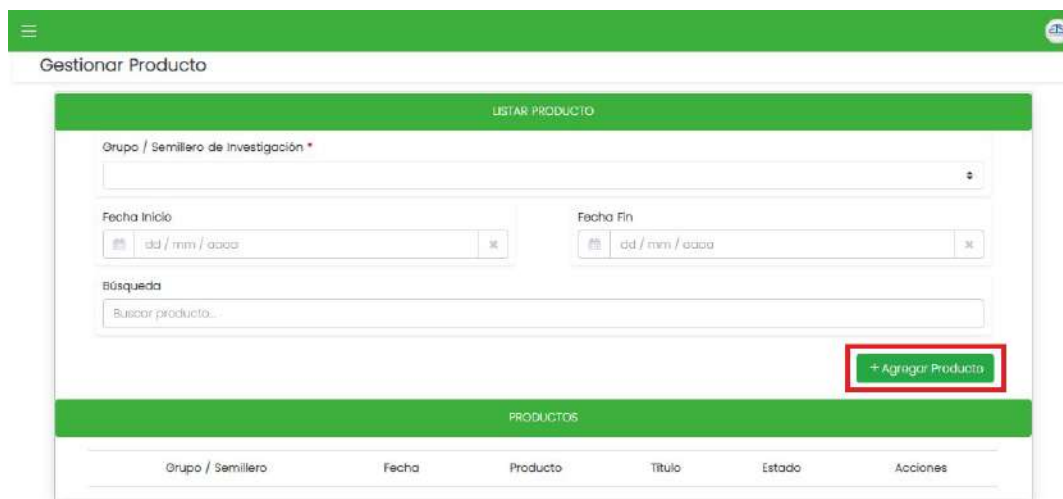 Gestionar Producto
LISTAR PRODUCTO
Grupo / Semillero de Investigación *
Fecha Inicio Fecha Fin
dd / mm / aaaa dd / mm / aaaa
Búsqueda
Buscar producto...
+ Agregar Producto
PRODUCTOS
Grupo / Semillero Fecha Producto Título Estado Acciones